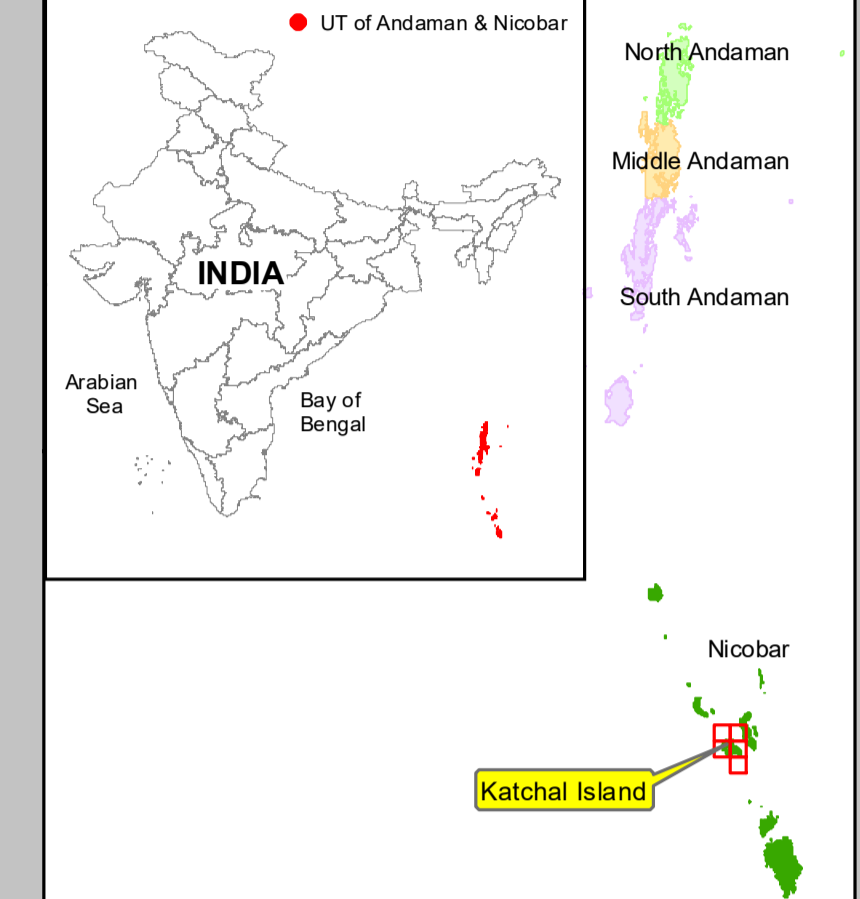 UT of Andaman & Nicobar
North Andaman
Middle Andaman
INDIA
South Andaman
Arabian
Sea
Bay of
Bengal
Nicobar
Katchal Island